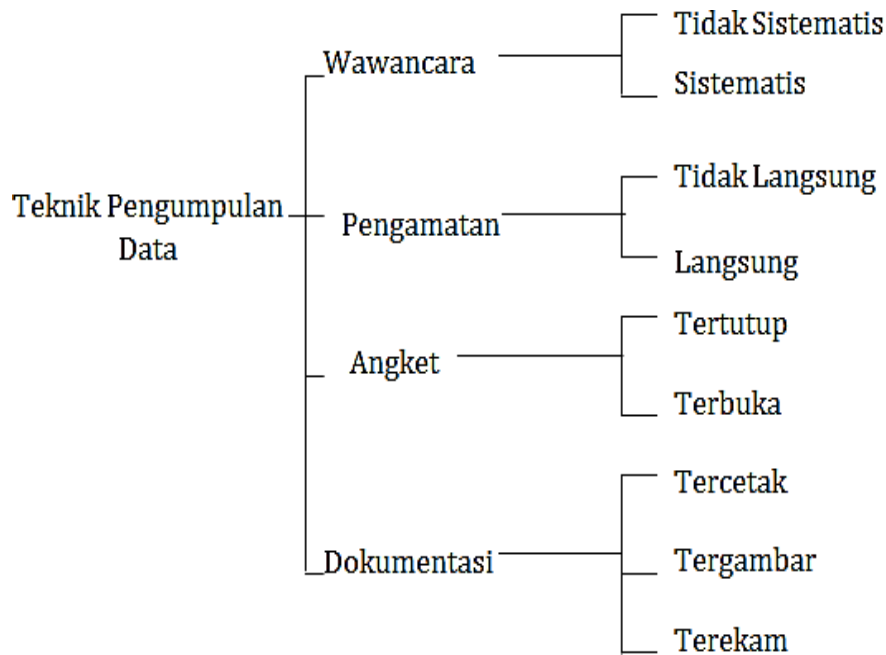 Teknik Pengumpulan
Data
Wawancara
Tidak Sistematis
Sistematis
Pengamatan
Tidak Langsung
Langsung
Angket
Tertutup
Terbuka
Dokumentasi
Tercetak
Tergambar
Terekam